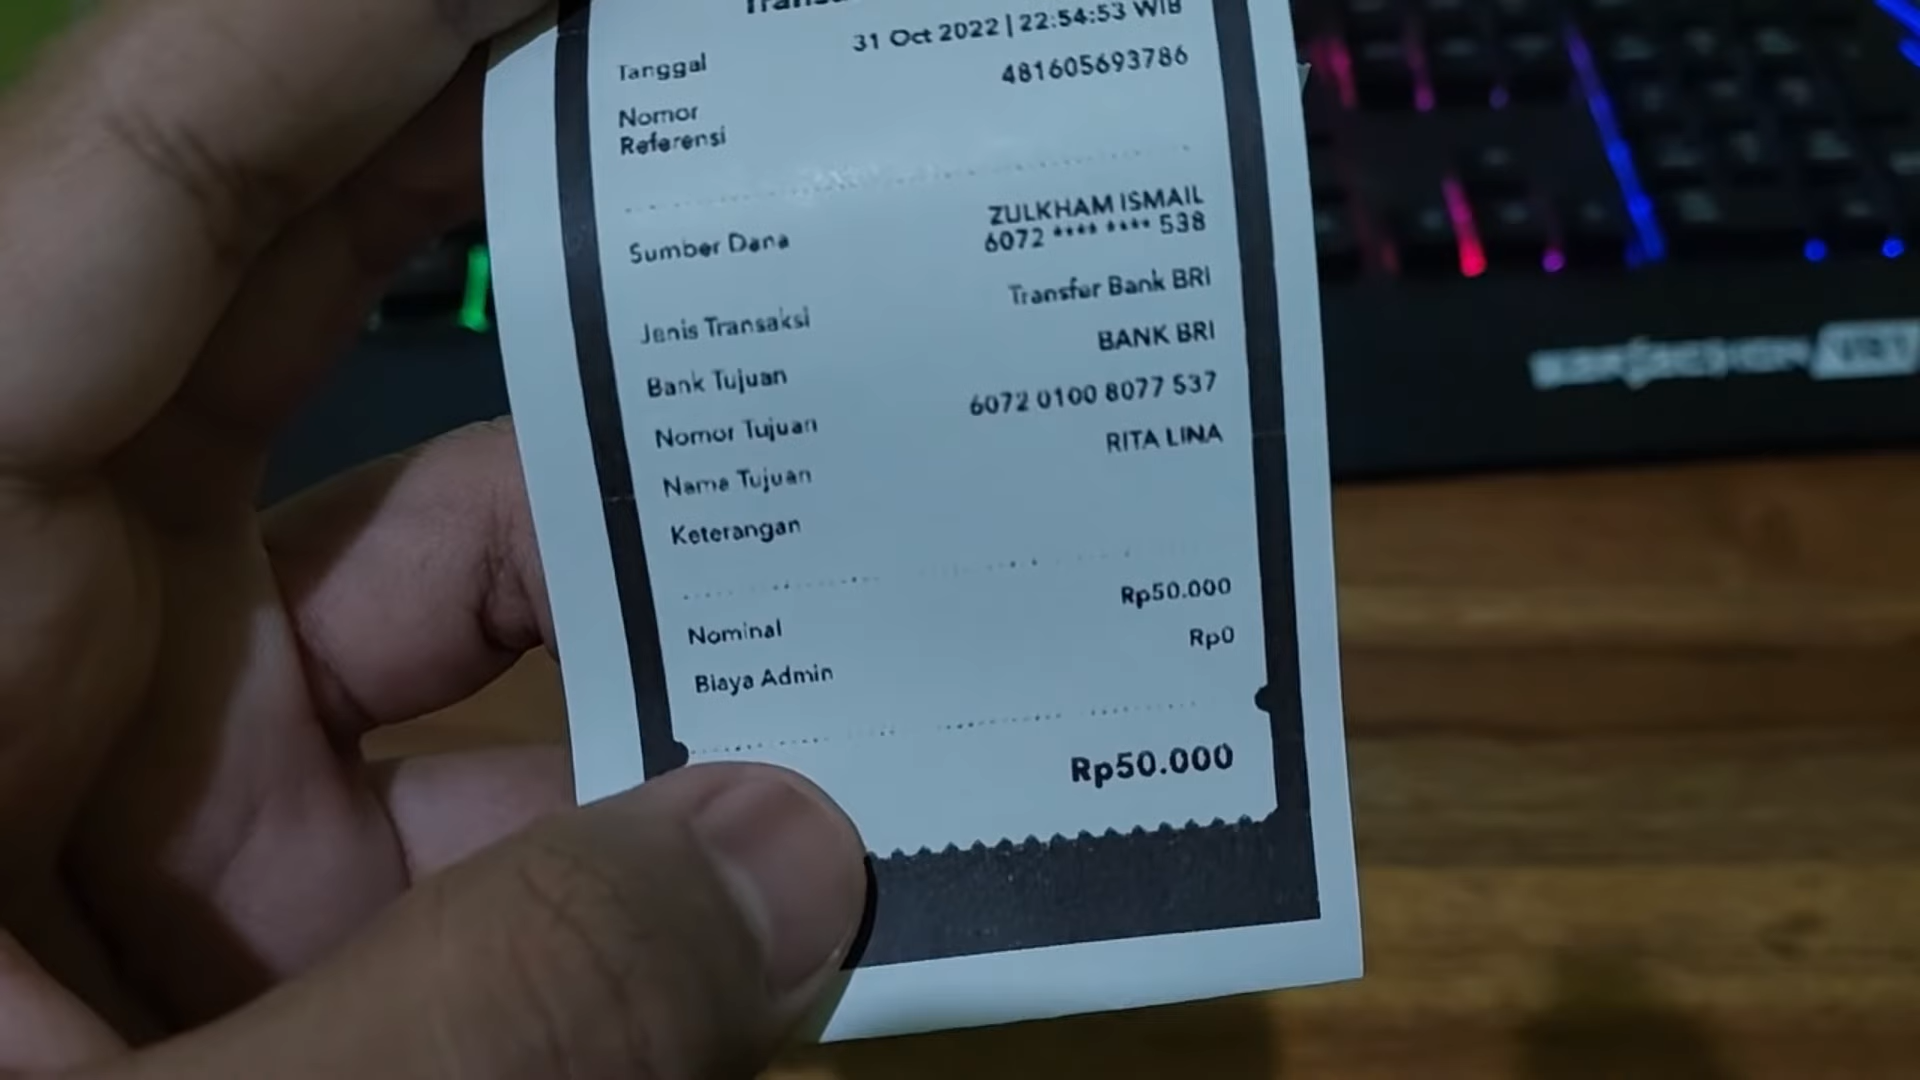 Tanggal 31 Oct 2022 | 22:54:53 WIB
Nomor Referensi 481605693786
Sumber Dana ZULKHAM ISMAIL
6072 **** **** 538
Jenis Transaksi Transfer Bank BRI
Bank Tujuan BANK BRI
Nomor Tujuan 6072 0100 8077 537
Nama Tujuan RITA LINA
Keterangan
Nominal Rp50.000
Biaya Admin Rp0
Rp50.000